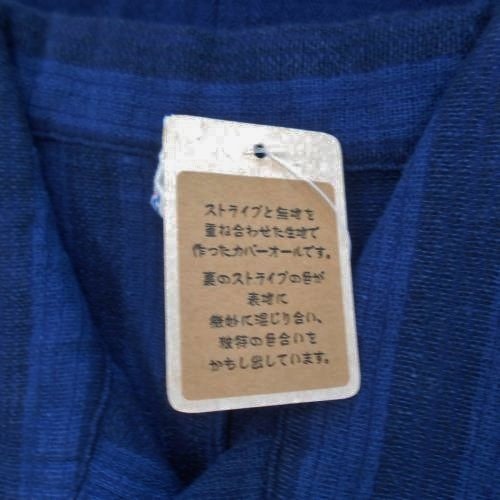 ストライプと無地を
重ね合わせた生地で
作ったカバーオールです。
裏のストライプの色が
表地に
微妙に混じり合い、
独特の色合いを
かもし出しています。